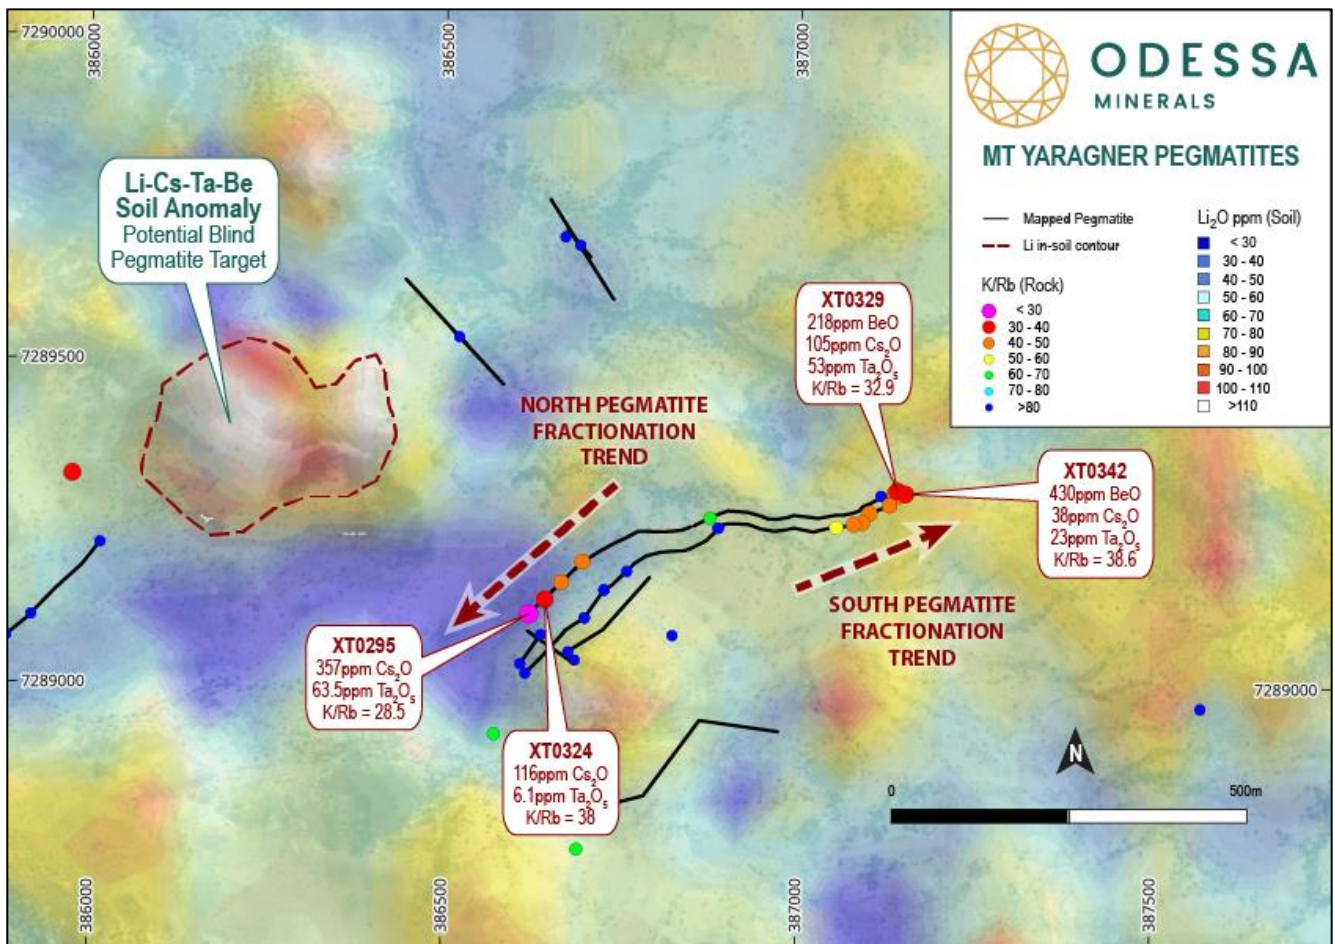 7290000
386000
386500
387000
ODESSA
MINERALS
MT YARAGNER PEGMATITES
Mapped Pegmatite
Li in-soil contour
K/Rb (Rock)
< 30
30 - 40
40 - 50
50 - 60
60 - 70
70 - 80
>80
Li₂O ppm (Soil)
< 30
30 - 40
40 - 50
50 - 60
60 - 70
70 - 80
80 - 90
90 - 100
100 - 110
>110
Li-Cs-Ta-Be
Soil Anomaly
Potential Blind
Pegmatite Target
XT0329
218ppm BeO
105ppm Cs₂O
53ppm Ta₂O₅
K/Rb = 32.9
7289500
NORTH PEGMATITE
FRACTIONATION
TREND
XT0342
430ppm BeO
38ppm Cs₂O
23ppm Ta₂O₅
K/Rb = 38.6
SOUTH PEGMATITE
FRACTIONATION
TREND
XT0295
357ppm Cs₂O
63.5ppm Ta₂O₅
K/Rb = 28.5
7289000
7289000
XT0324
116ppm Cs₂O
6.1ppm Ta₂O₅
K/Rb = 38
N
0
500m
386000
386500
387000
387500